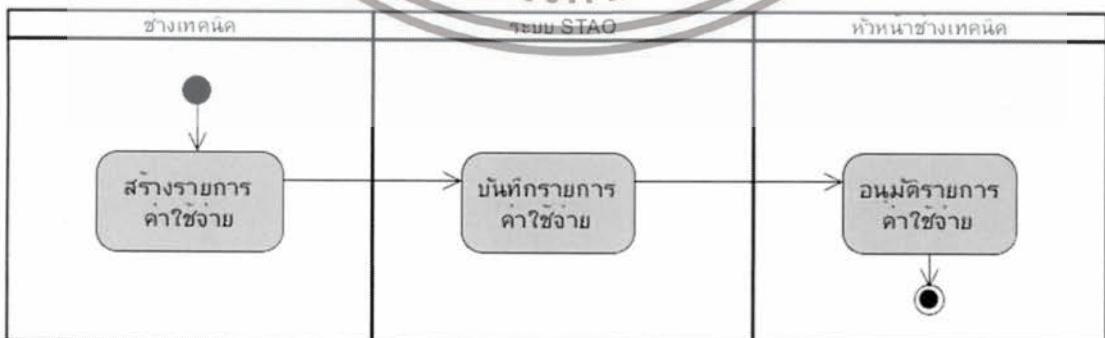 ช่างเทคนิค
ระบบ STAO
หัวหน้าช่างเทคนิค
สร้างรายการ
ค่าใช้จ่าย
บันทึกรายการ
ค่าใช้จ่าย
อนุมัติรายการ
ค่าใช้จ่าย